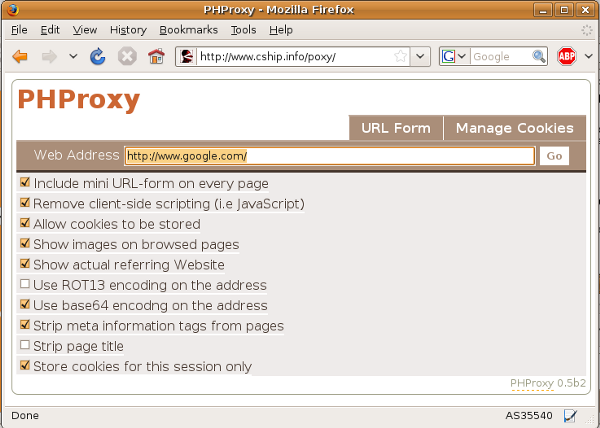 PHProxy - Mozilla Firefox
File Edit View History Bookmarks Tools Help
http://www.cship.info/poxy/ G Google ABP
PHProxy
URL Form Manage Cookies
Web Address http://www.google.com/ Go
Include mini URL-form on every page
Remove client-side scripting (i.e JavaScript)
Allow cookies to be stored
Show images on browsed pages
Show actual referring Website
Use ROT13 encoding on the address
Use base64 encodng on the address
Strip meta information tags from pages
Strip page title
Store cookies for this session only
PHProxy 0.5b2
Done AS35540